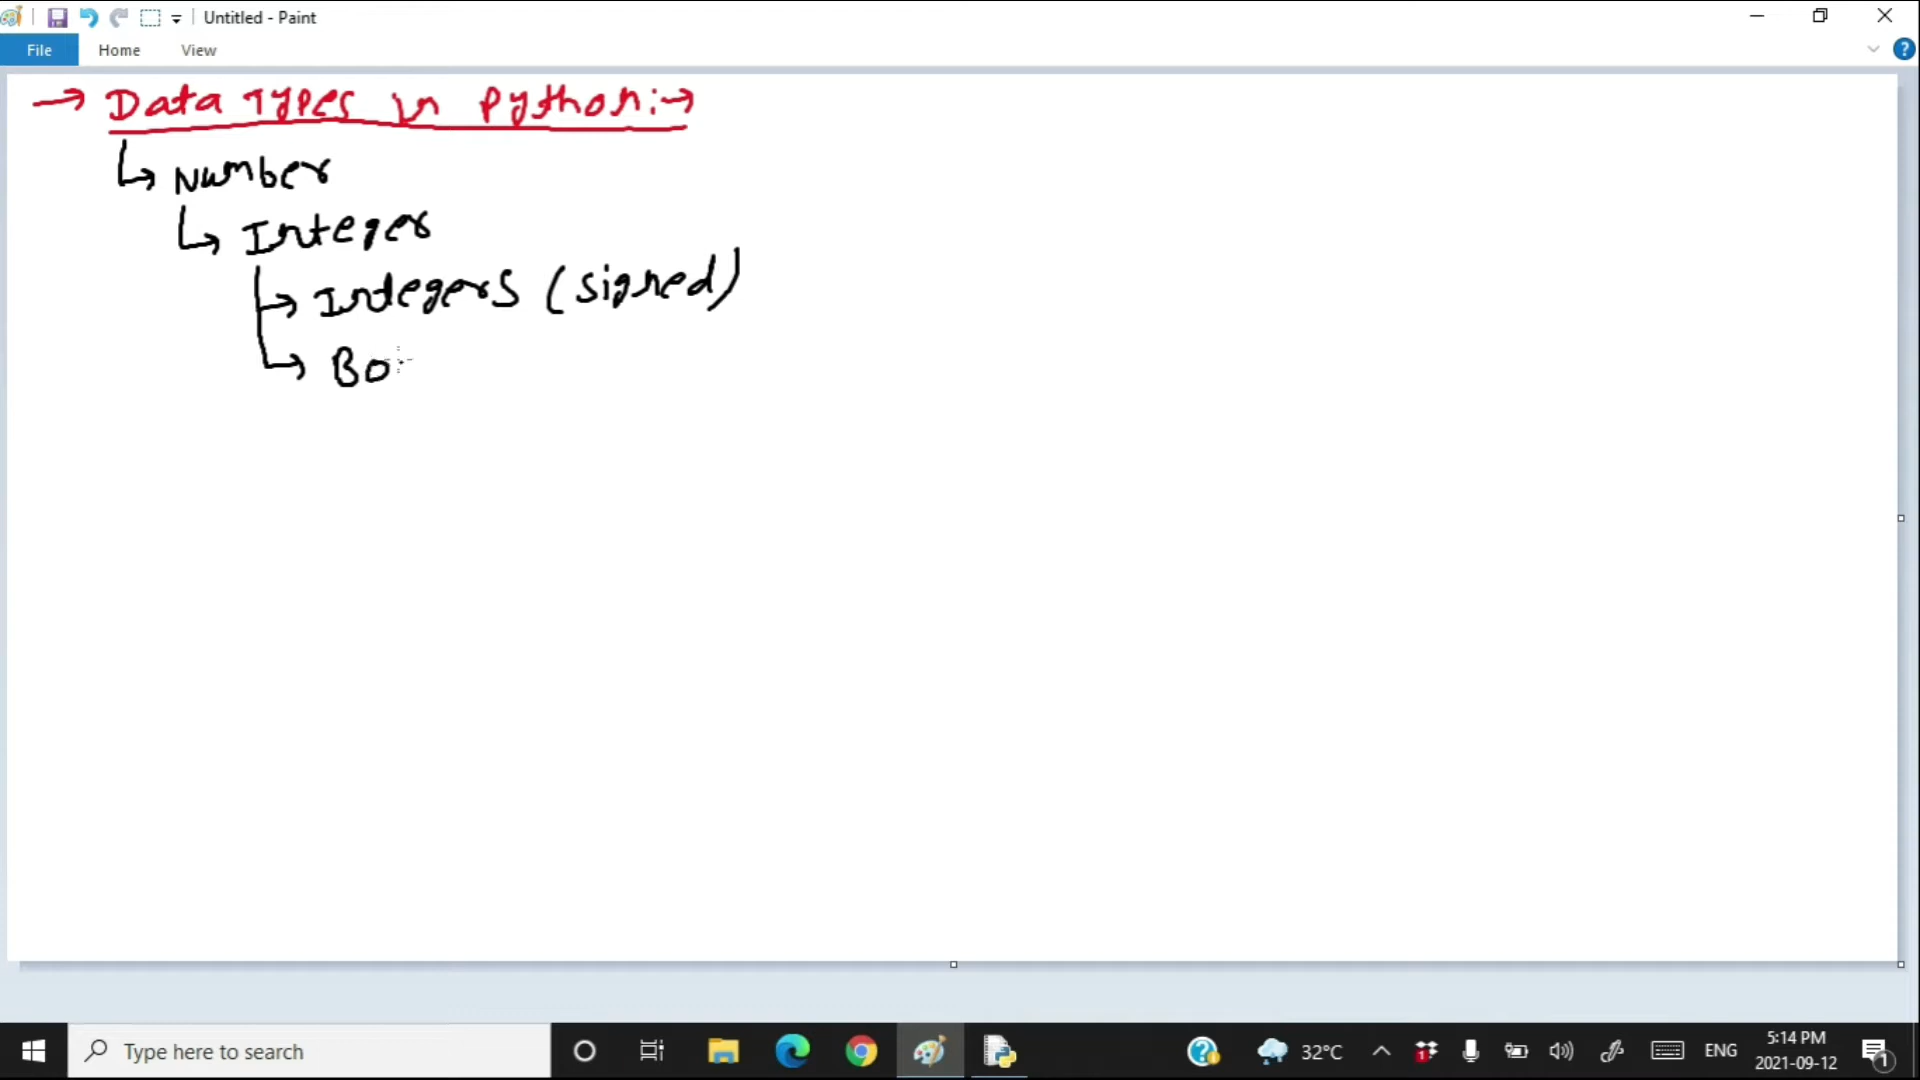 Untitled - Paint
File Home View
→ Data Types in Python:→
Number
Integer
Integers (signed)
Bo
Type here to search
32°C
ENG
5:14 PM
2021-09-12
1